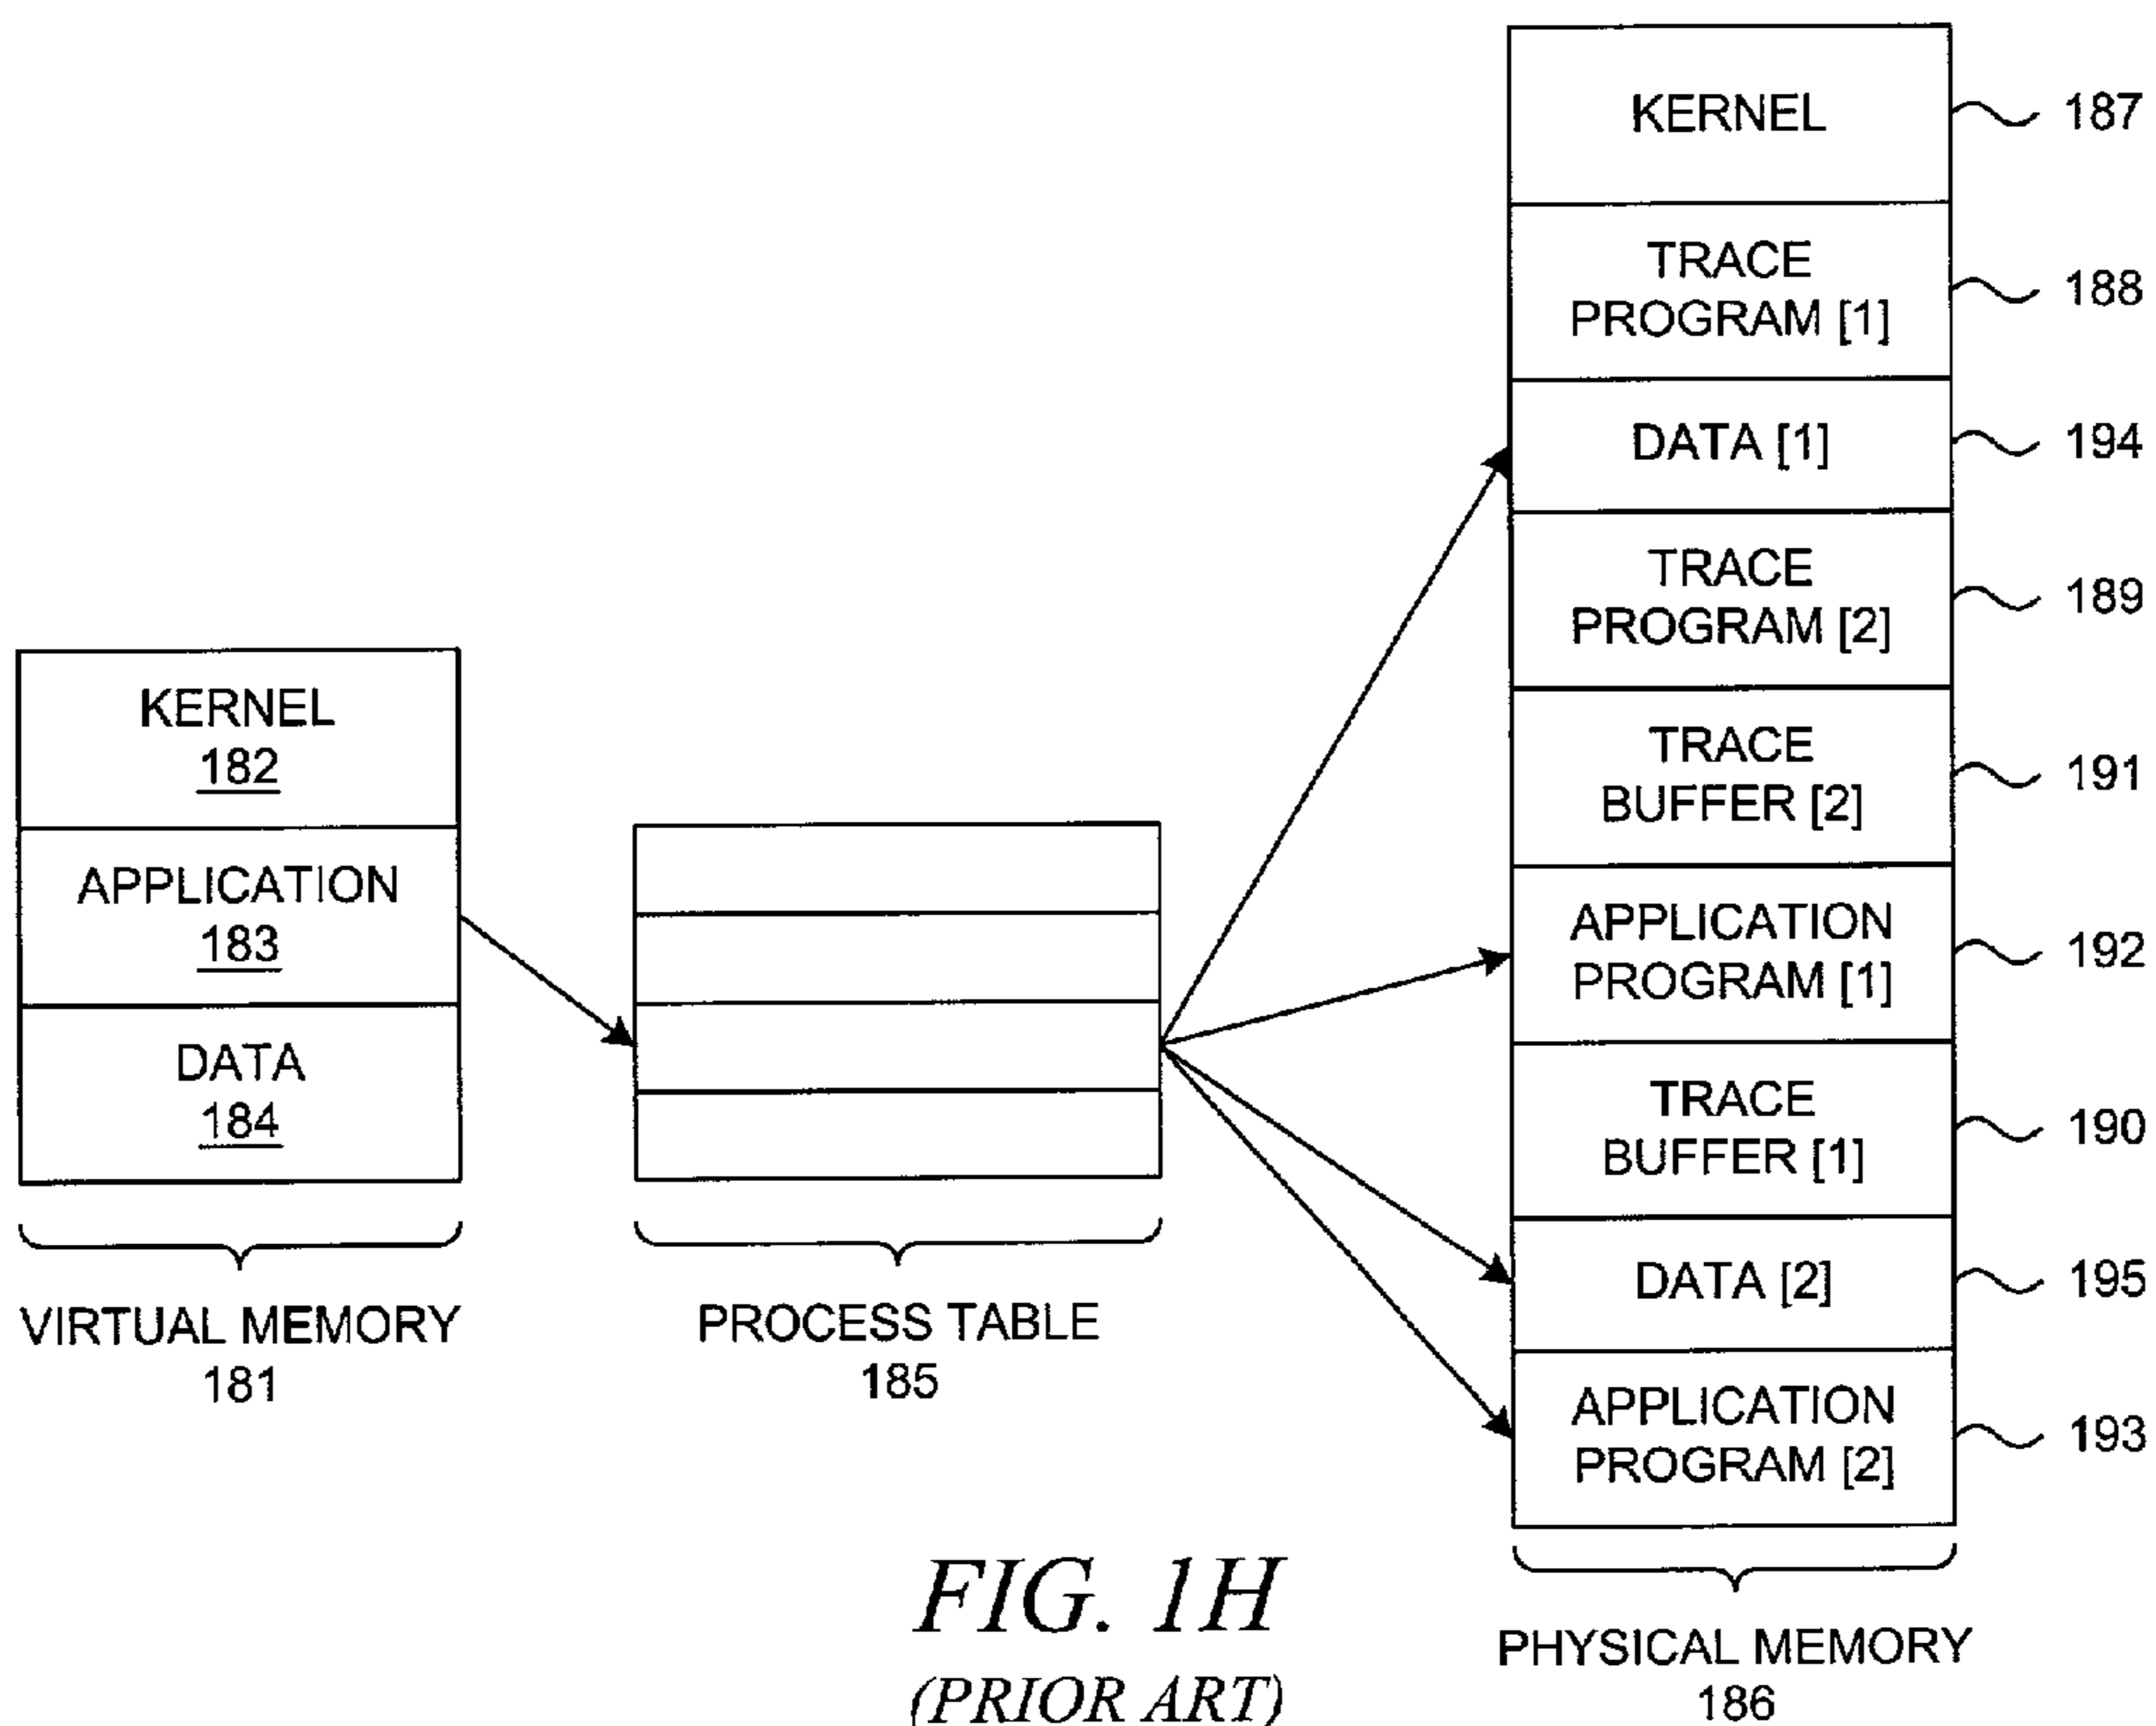 KERNEL
182
APPLICATION
183
DATA
184
VIRTUAL MEMORY
181
PROCESS TABLE
185
KERNEL
187
TRACE
PROGRAM [1]
188
DATA [1]
194
TRACE
PROGRAM [2]
189
TRACE
BUFFER [2]
191
APPLICATION
PROGRAM [1]
192
TRACE
BUFFER [1]
190
DATA [2]
195
APPLICATION
PROGRAM [2]
193
PHYSICAL MEMORY
186
FIG. 1H
(PRIOR ART)